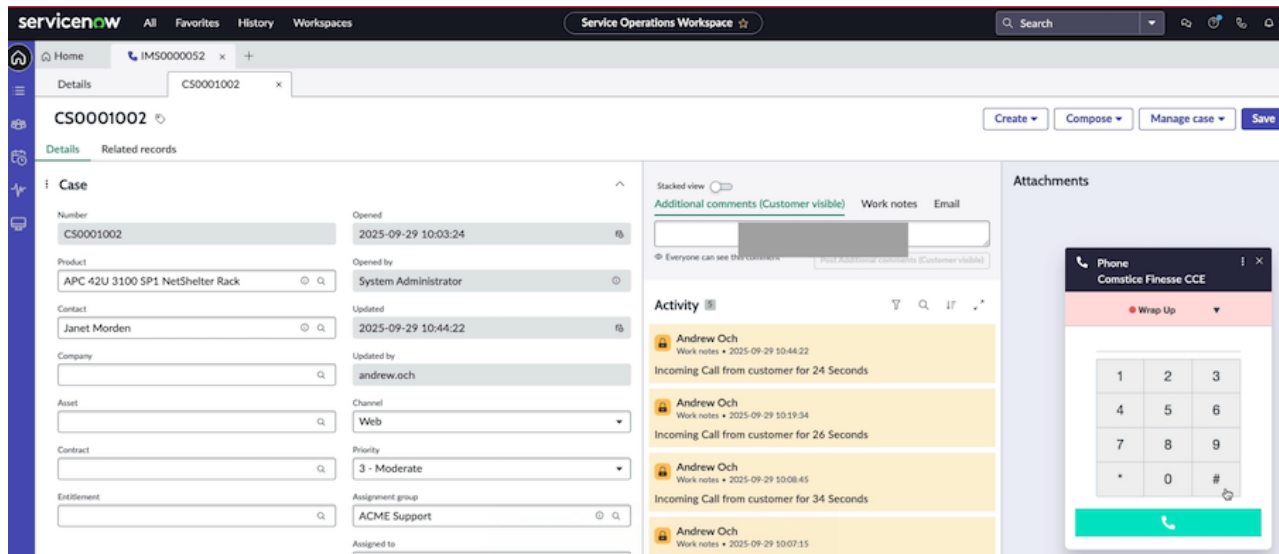 servicenow All Favorites History Workspaces Service Operations Workspace Search
Home IMS0000052 × +
Details CS0001002 ×
CS0001002
Create Compose Manage case Save
Details Related records
Case
Number
CS0001002
Product
APC 42U 3100 SP1 NetShelter Rack
Contact
Janet Morden
Company
Asset
Contract
Entitlement
Opened
2025-09-29 10:03:24
Opened by
System Administrator
Updated
2025-09-29 10:44:22
Updated by
andrew.och
Channel
Web
Priority
3 - Moderate
Assignment group
ACME Support
Assigned to
Stacked view
Additional comments (Customer visible) Work notes Email
Everyone can see this comment
Post Additional comments (Customer visible)
Activity 5
Andrew Och
Work notes • 2025-09-29 10:44:22
Incoming Call from customer for 24 Seconds
Andrew Och
Work notes • 2025-09-29 10:19:34
Incoming Call from customer for 26 Seconds
Andrew Och
Work notes • 2025-09-29 10:08:45
Incoming Call from customer for 34 Seconds
Andrew Och
Work notes • 2025-09-29 10:07:15
Attachments
Phone
Comstice Finesse CCE
Wrap Up
1 2 3
4 5 6
7 8 9
* 0 #